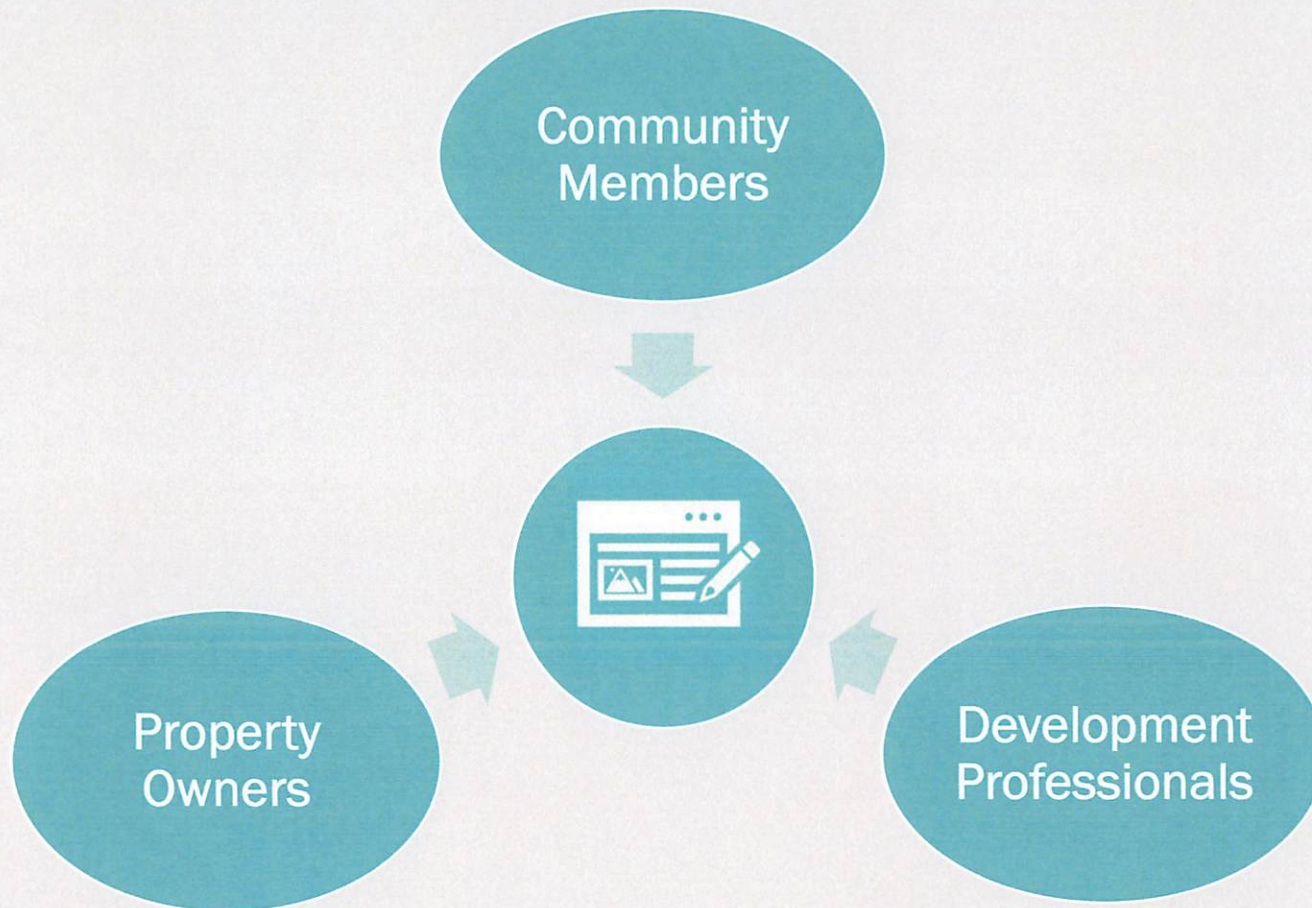 Community
Members
Property
Owners
Development
Professionals